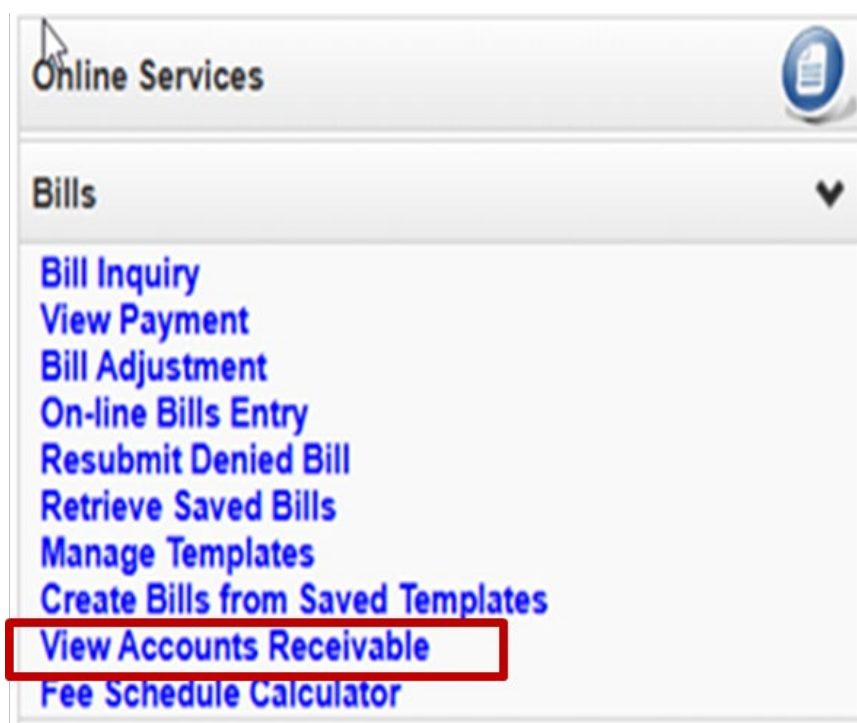 Online Services
Bills
Bill Inquiry
View Payment
Bill Adjustment
On-line Bills Entry
Resubmit Denied Bill
Retrieve Saved Bills
Manage Templates
Create Bills from Saved Templates
View Accounts Receivable
Fee Schedule Calculator